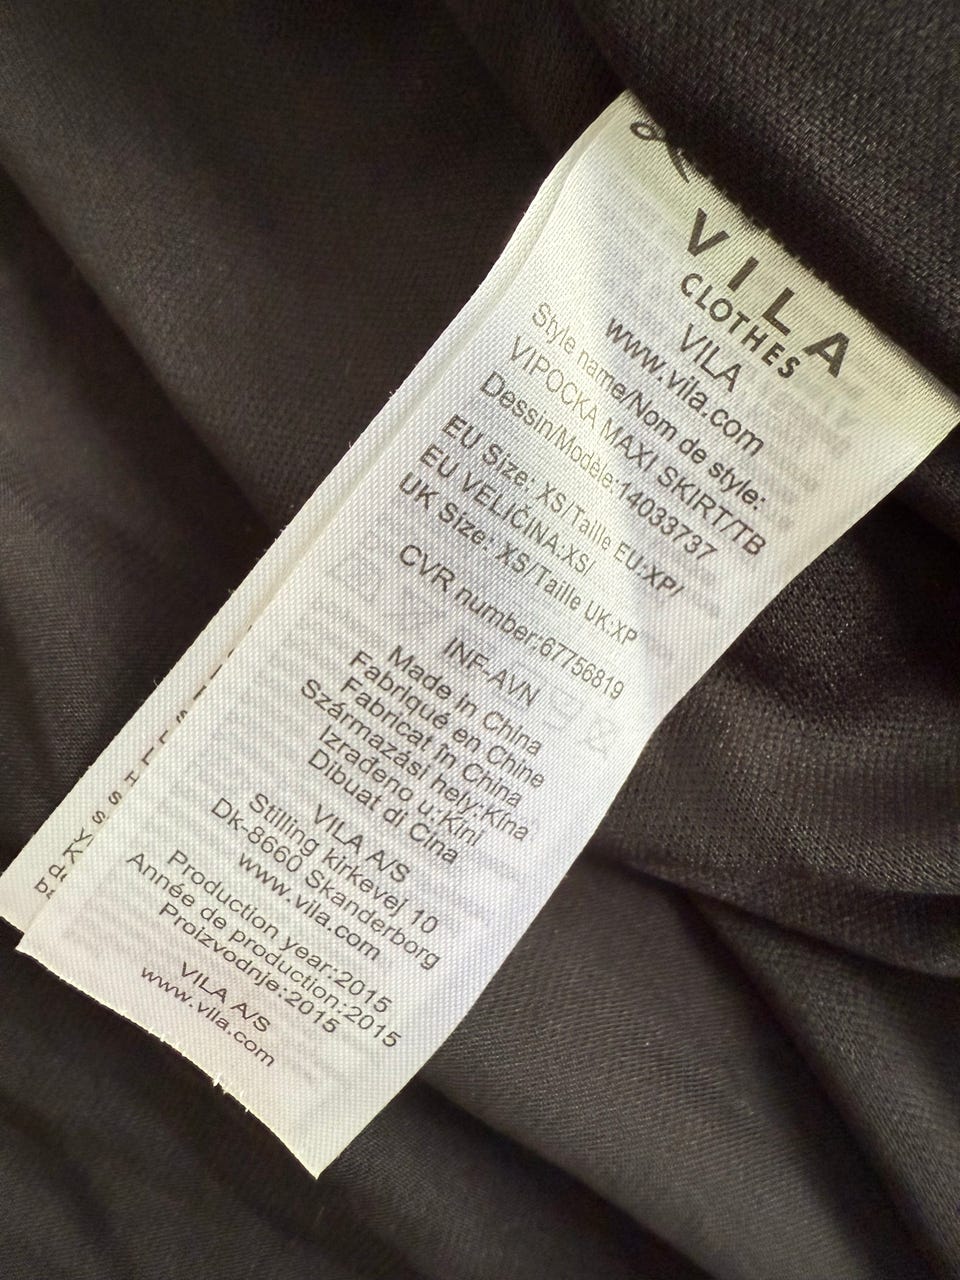 VILA
CLOTHES
VILA
www.vila.com
Style name/Nom de style:
VIPOCKA MAXI SKIRT/TB
Dessin/Modèle:14033737
EU Size: XS/Taille EU:XP/
EU VELIČINA:XS/
UK Size: XS/Taille UK:XP
CVR number:67756819
INF-AVN
Made in China
Fabriqué en Chine
Fabricat în China
Származási hely:Kína
Izrađeno u:Kini
Dibuat di Cina
VILA A/S
Stilling kirkevej 10
Dk-8660 Skanderborg
www.vila.com
Production year:2015
Année de production:2015
Proizvodnje:2015
VILA A/S
www.vila.com